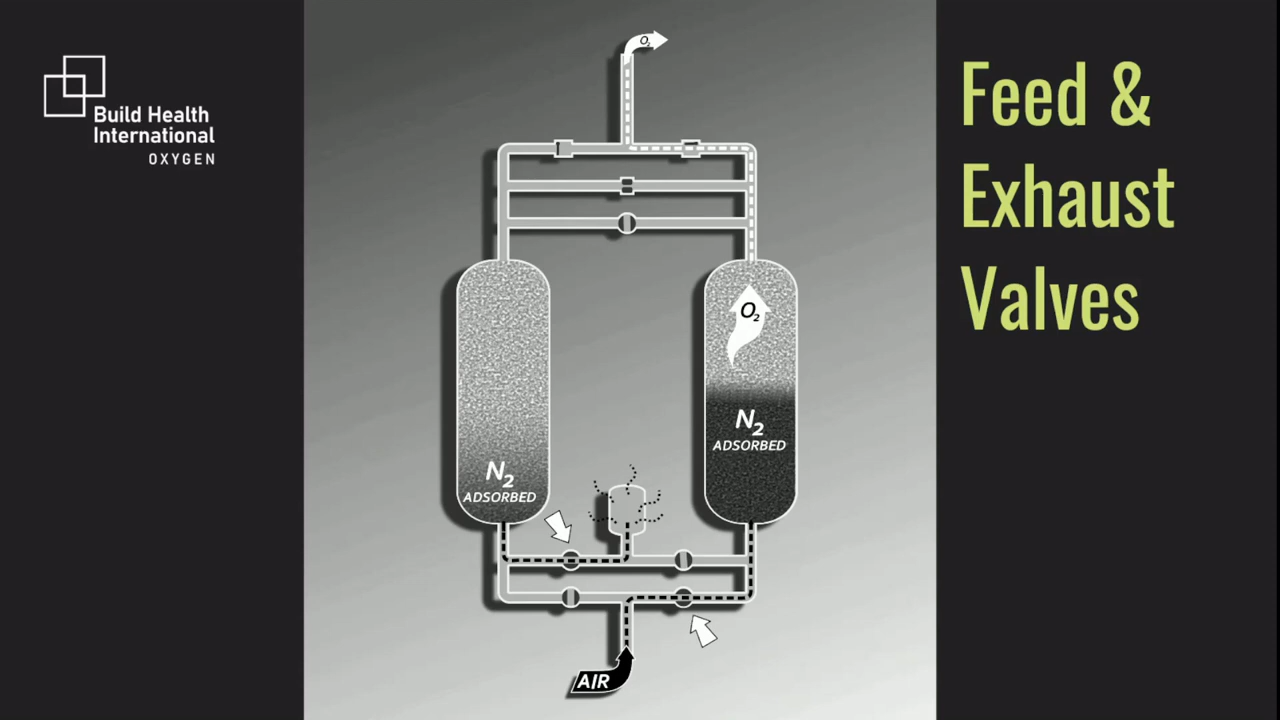 Build Health
International
OXYGEN
Feed &
Exhaust
Valves
O₂
O₂
N₂
ADSORBED
N₂
ADSORBED
AIR